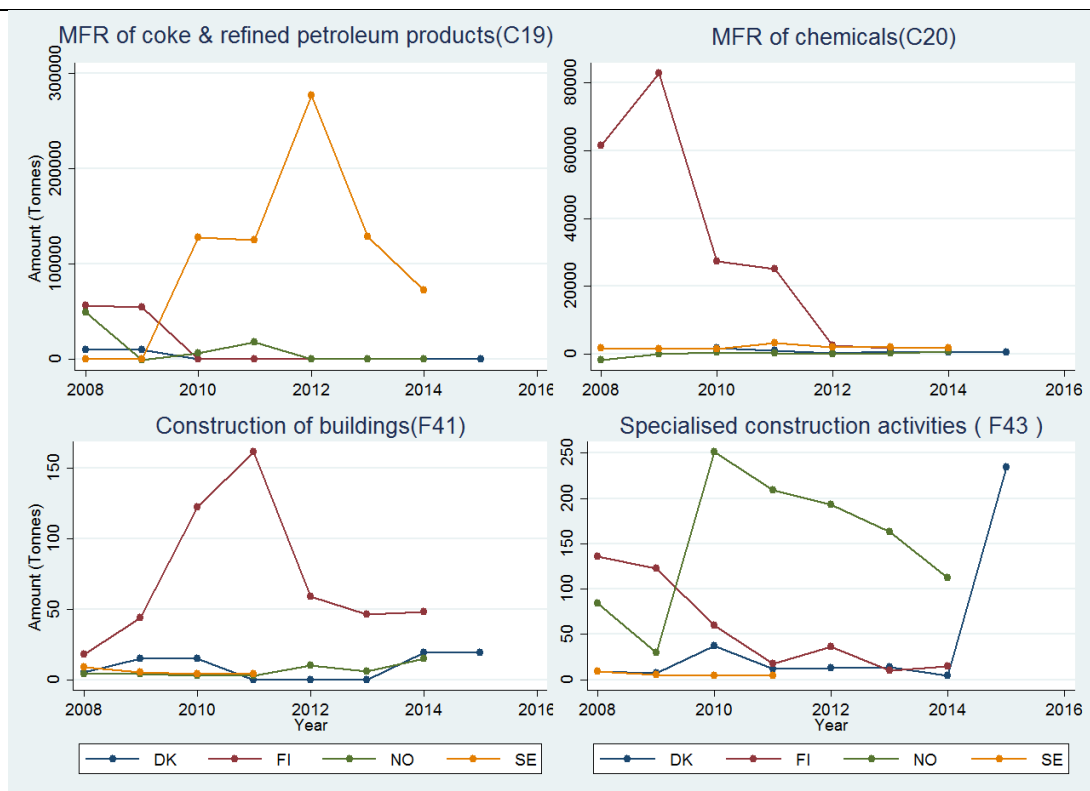 MFR of coke & refined petroleum products(C19)
Amount (Tonnes)
300000
200000
100000
0
2008 2010 2012 2014 2016
MFR of chemicals(C20)
80000
60000
40000
20000
0
2008 2010 2012 2014 2016
Construction of buildings(F41)
Amount (Tonnes)
150
100
50
0
2008 2010 2012 2014 2016
Year
DK FI NO SE
Specialised construction activities ( F43 )
250
200
150
100
50
0
2008 2010 2012 2014 2016
Year
DK FI NO SE